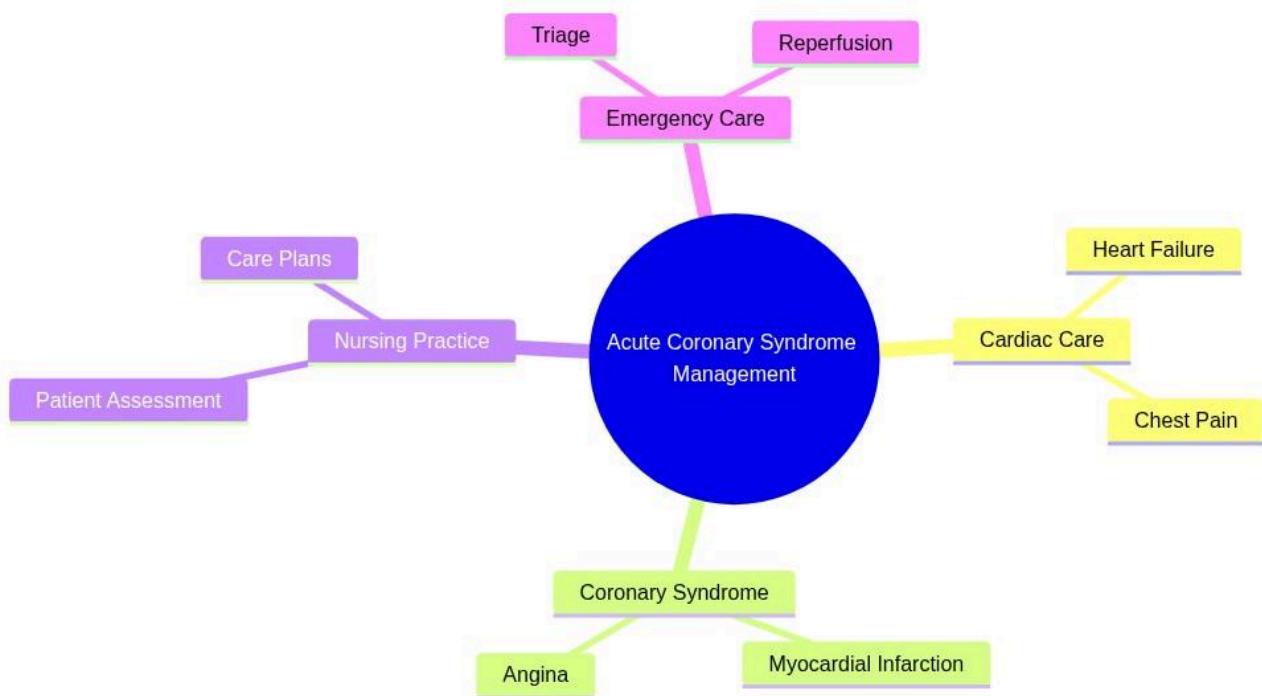 Triage
Reperfusion
Emergency Care
Heart Failure
Care Plans
Cardiac Care
Nursing Practice
Acute Coronary Syndrome
Management
Patient Assessment
Chest Pain
Coronary Syndrome
Angina
Myocardial Infarction